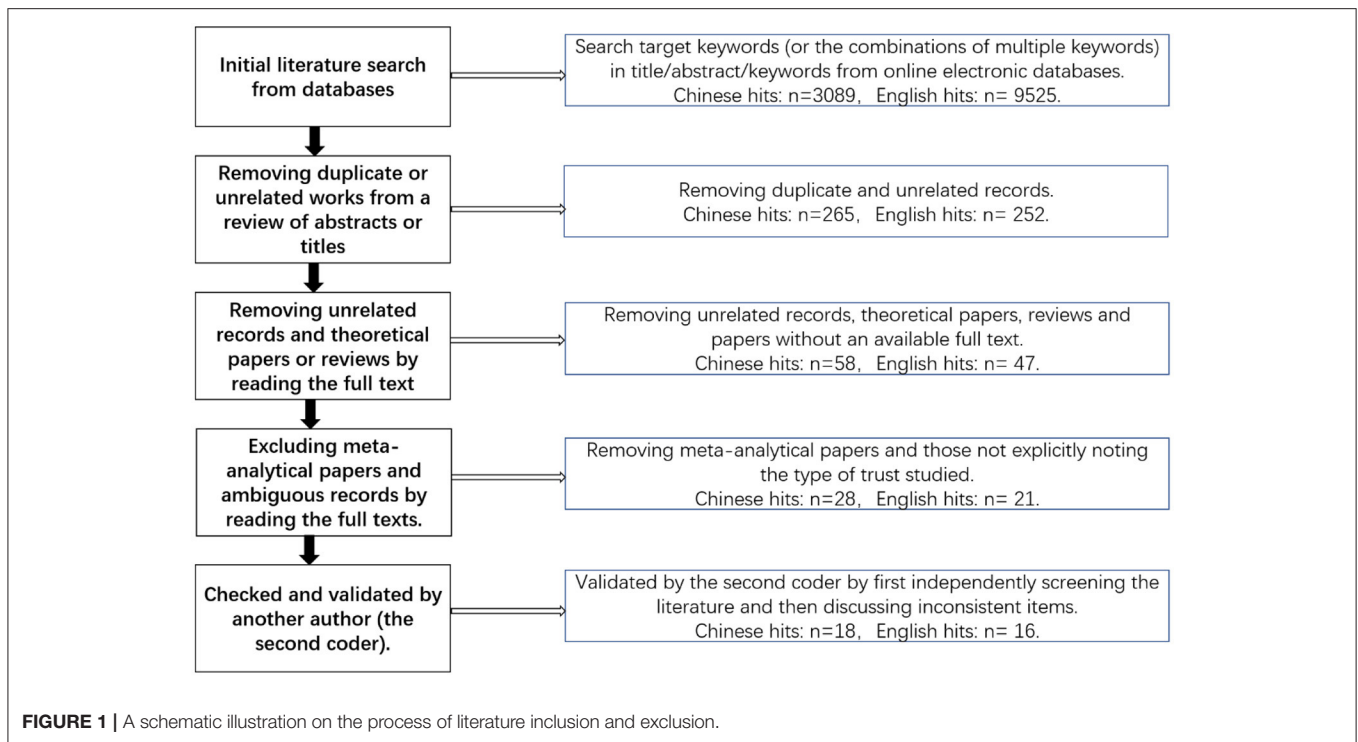 Initial literature search
from databases
Search target keywords (or the combinations of multiple keywords)
in title/abstract/keywords from online electronic databases.
Chinese hits: n=3089, English hits: n= 9525.
Removing duplicate or
unrelated works from a
review of abstracts or
titles
Removing duplicate and unrelated records.
Chinese hits: n=265, English hits: n= 252.
Removing unrelated
records and theoretical
papers or reviews by
reading the full text
Removing unrelated records, theoretical papers, reviews and
papers without an available full text.
Chinese hits: n=58, English hits: n= 47.
Excluding meta-
analytical papers and
ambiguous records by
reading the full texts.
Removing meta-analytical papers and those not explicitly noting
the type of trust studied.
Chinese hits: n=28, English hits: n= 21.
Checked and validated by
another author (the
second coder).
Validated by the second coder by first independently screening the
literature and then discussing inconsistent items.
Chinese hits: n=18, English hits: n= 16.
FIGURE 1 | A schematic illustration on the process of literature inclusion and exclusion.